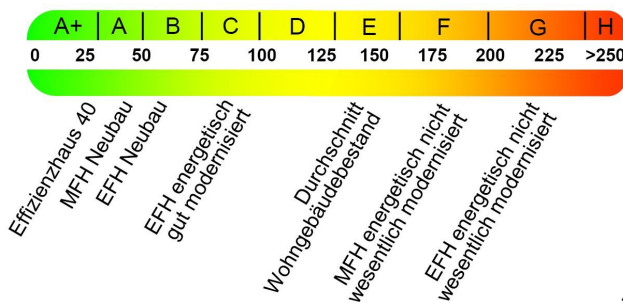 A+ A B C D E F G H
0 25 50 75 100 125 150 175 200 225 >250
Effizienzhaus 40
MFH Neubau
EFH Neubau
EFH energetisch
gut modernisiert
Durchschnitt
Wohngebäudebestand
MFH energetisch nicht
wesentlich modernisiert
EFH energetisch nicht
wesentlich modernisiert